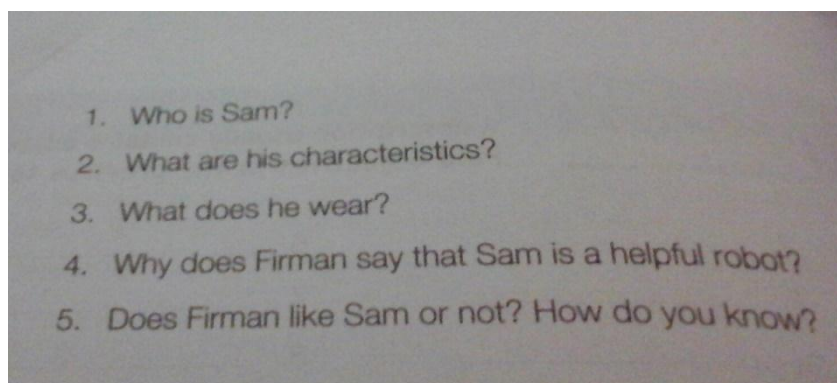 1. Who is Sam?
2. What are his characteristics?
3. What does he wear?
4. Why does Firman say that Sam is a helpful robot?
5. Does Firman like Sam or not? How do you know?